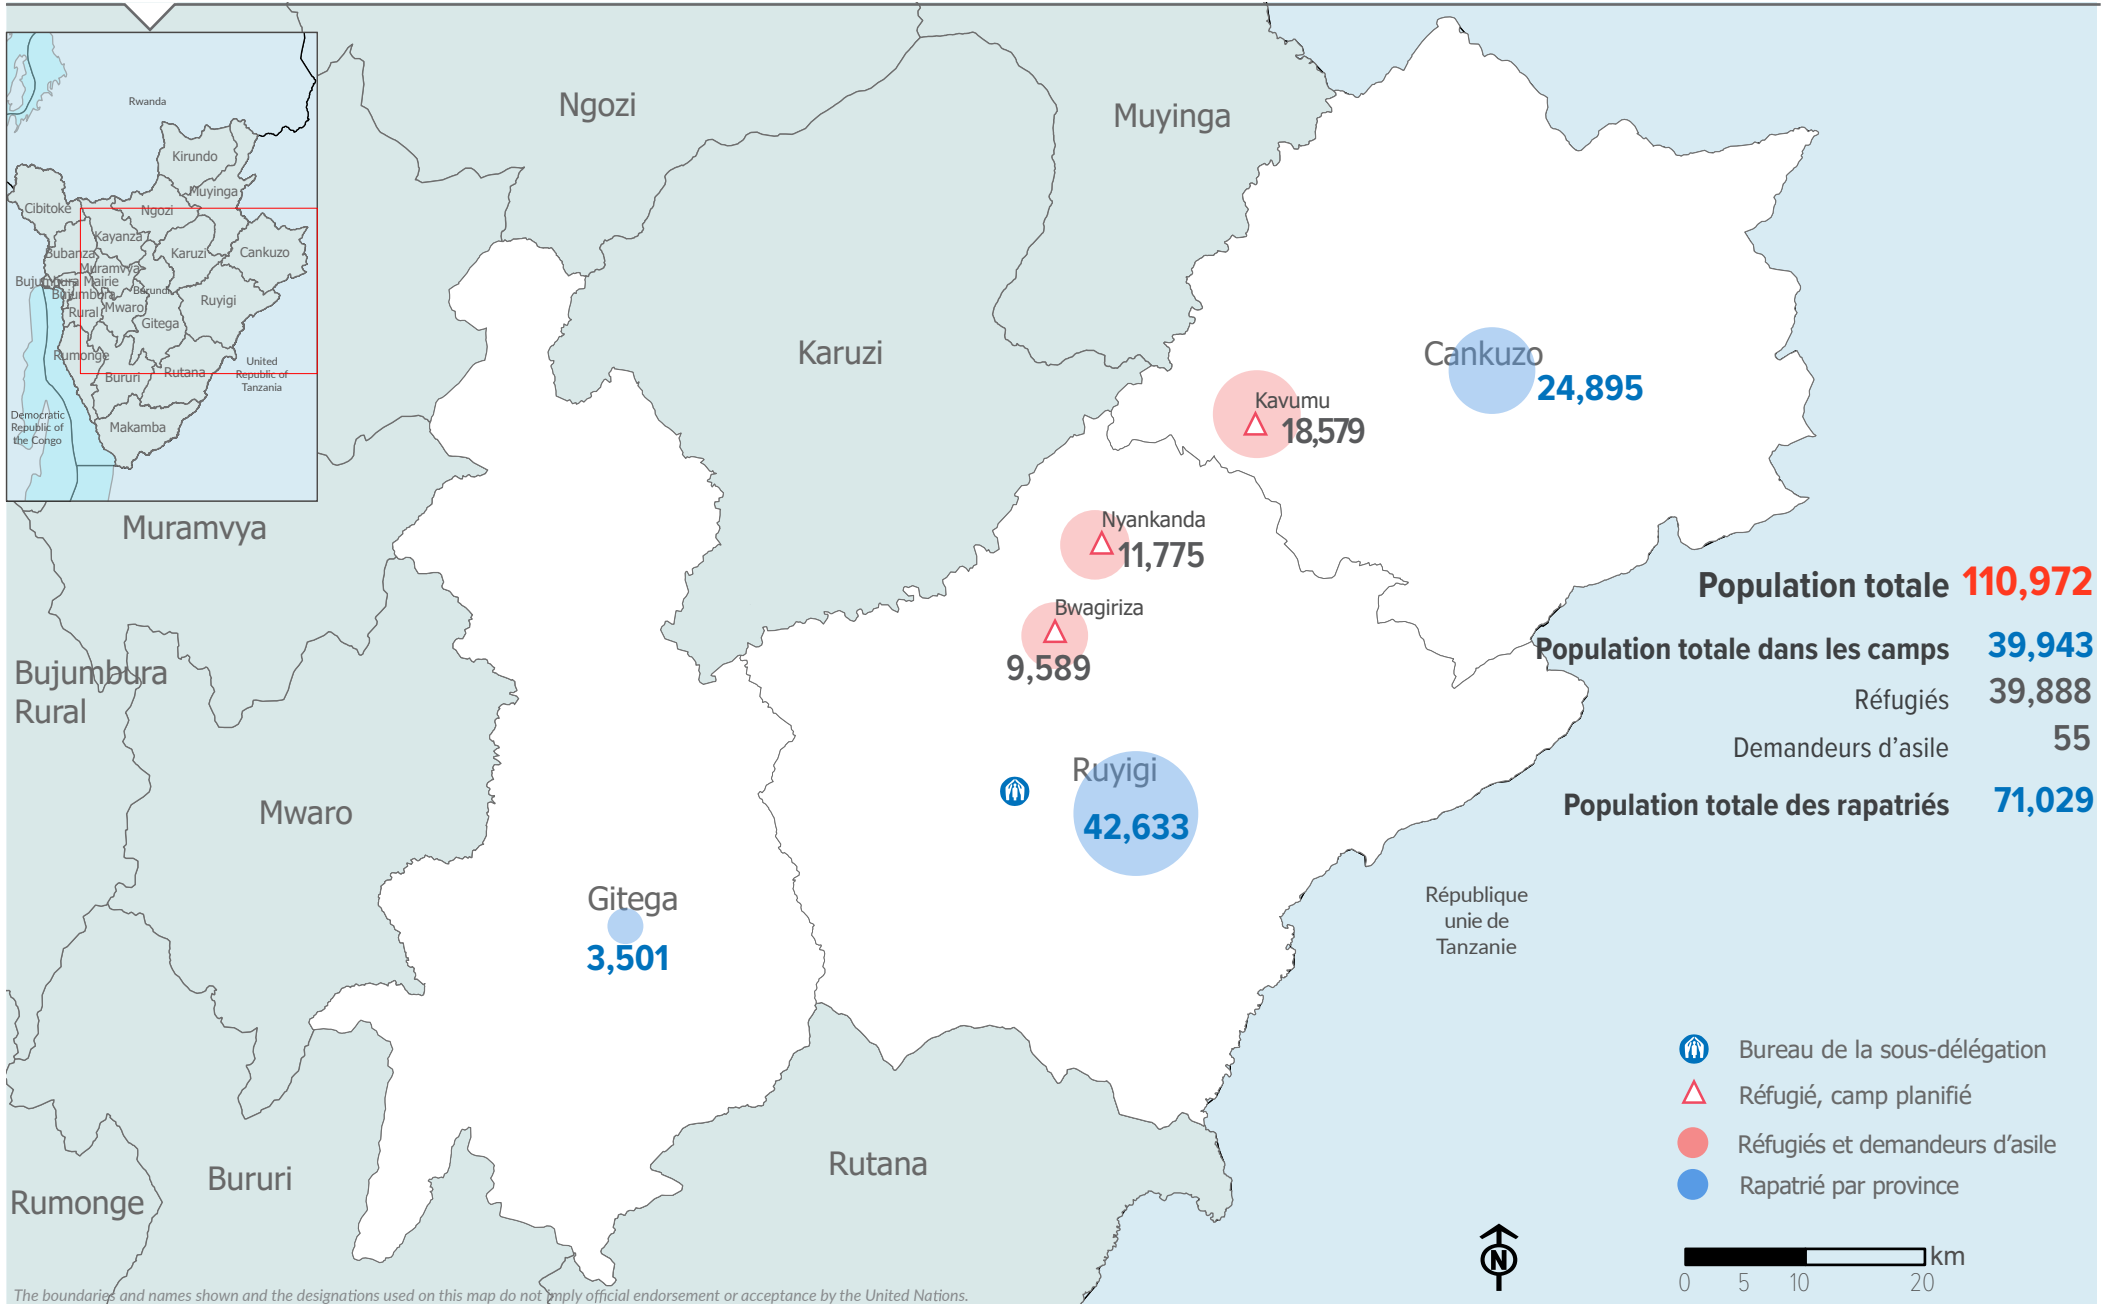 Rwanda
Kirundo
Muyinga
Cibitoke
Ngozi
Kayanza
Bubanza
Karuzi
Cankuzo
Muramvya
Bujumbura Mairie
Burundi
Bujumbura
Rural
Mwaro
Ruyigi
Gitega
Rumonge
Bururi
Rutana
United
Republic of
Tanzania
Democratic
Republic of
the Congo
Makamba
Ngozi
Muyinga
Karuzi
Cankuzo
24,895
Kavumu
18,579
Muramvya
Nyankanda
11,775
Bwagiriza
9,589
Bujumbura
Rural
Mwaro
Ruyigi
42,633
Gitega
3,501
Population totale 110,972
Population totale dans les camps 39,943
Réfugiés 39,888
Demandeurs d'asile 55
Population totale des rapatriés 71,029
République
unie de
Tanzanie
Rumonge
Bururi
Rutana
Bureau de la sous-délégation
Réfugié, camp planifié
Réfugiés et demandeurs d'asile
Rapatrié par province
N
km
0 5 10 20
The boundaries and names shown and the designations used on this map do not imply official endorsement or acceptance by the United Nations.